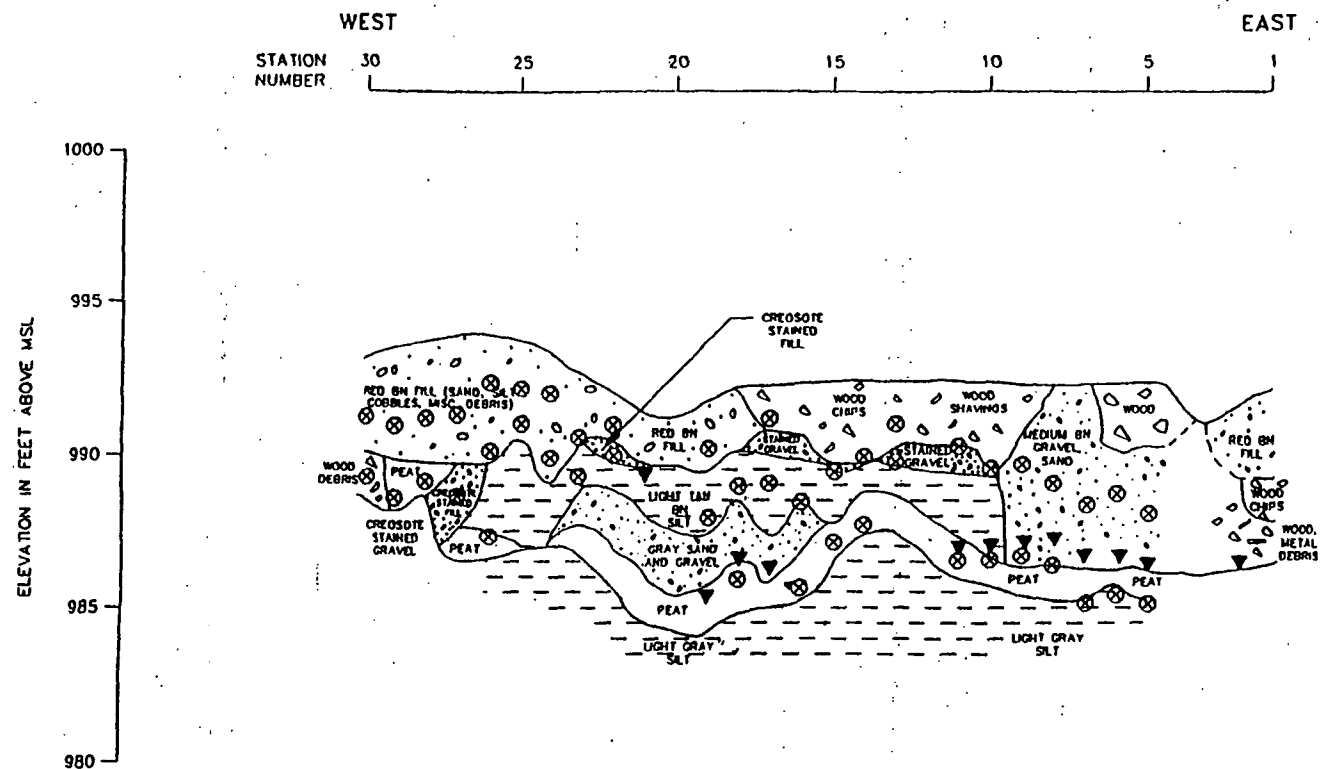 WEST
EAST
STATION
NUMBER
30
25
20
15
10
5
1
ELEVATION IN FEET ABOVE MSL
1000
995
990
985
980
CREOSOTE
STAINED
FILL
RED BN FILL (SAND, SILT
COBBLES, MISC. DEBRIS)
WOOD
DEBRIS
PEAT
CREOSOTE
STAINED
FILL
CREOSOTE
STAINED
GRAVEL
PEAT
RED BN
FILL
LIGHT TAN
BN
SILT
GRAY SAND
AND GRAVEL
PEAT
LIGHT GRAY
SILT
WOOD
CHIPS
STAINED
GRAVEL
WOOD
SHAVINGS
STAINED
GRAVEL
MEDIUM BN
GRAVEL
SAND
WOOD
PEAT
PEAT
LIGHT GRAY
SILT
RED BN
FILL
WOOD
CHIPS
WOOD,
METAL
DEBRIS